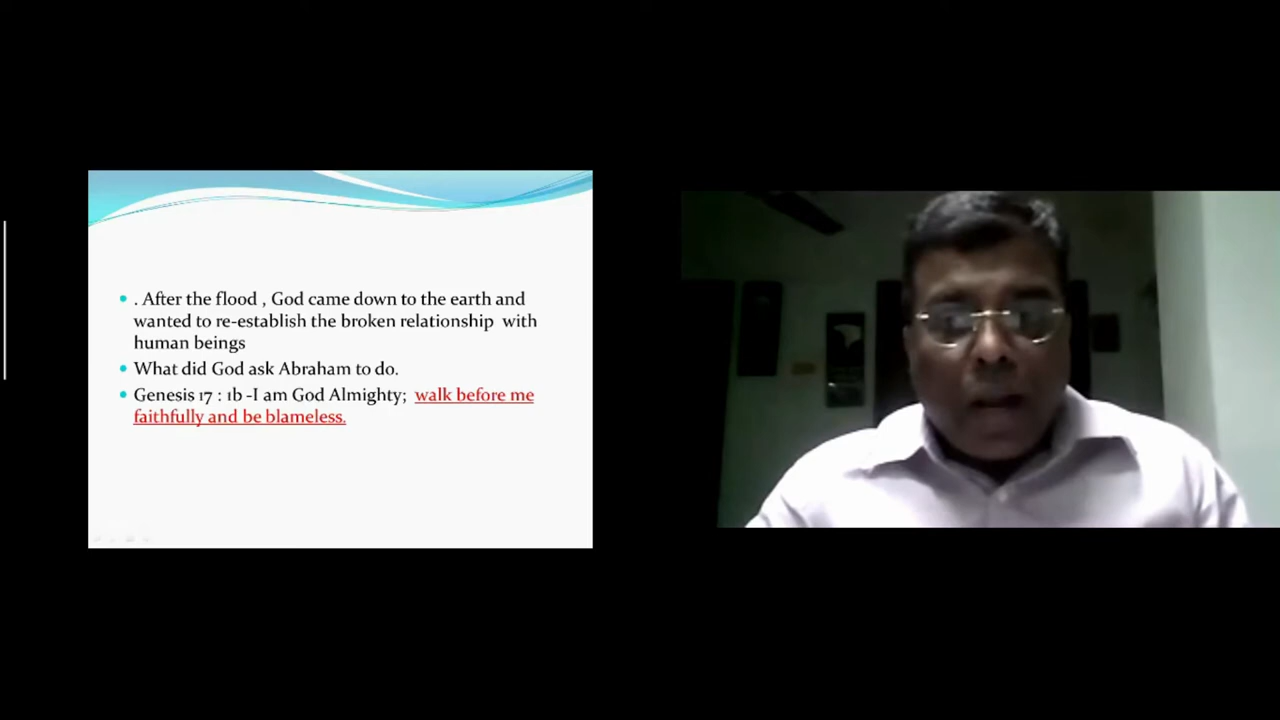 . After the flood , God came down to the earth and
wanted to re-establish the broken relationship with
human beings
What did God ask Abraham to do.
Genesis 17 : 1b -I am God Almighty; walk before me
faithfully and be blameless.